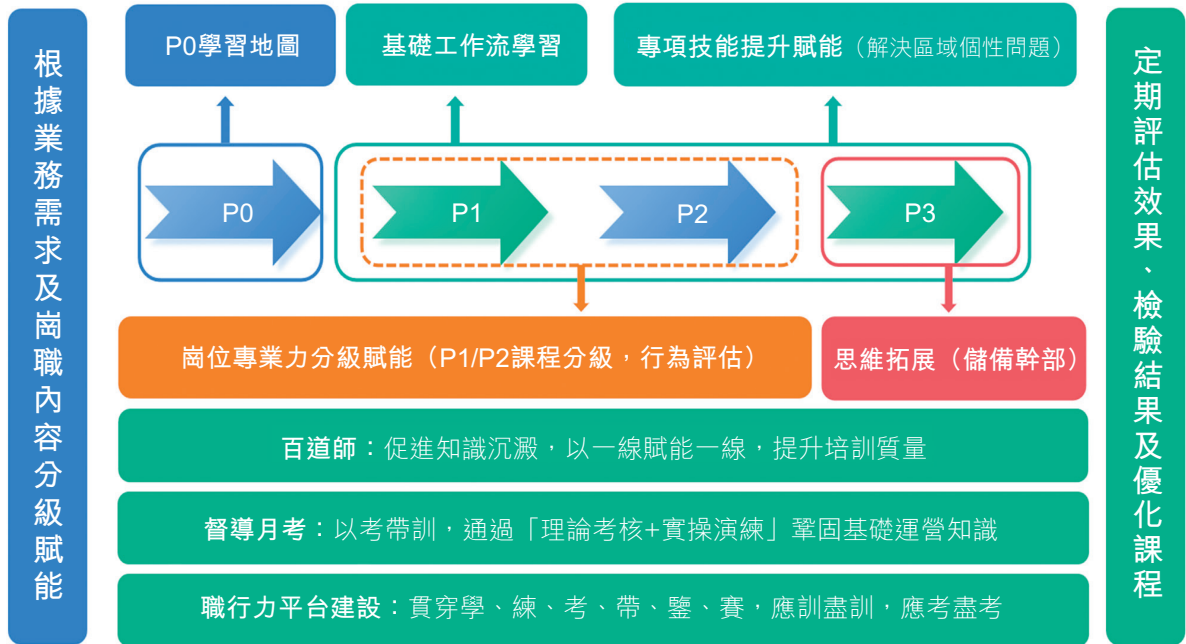 根據業務需求及崗職內容分級賦能
P0學習地圖
基礎工作流學習
專項技能提升賦能（解決區域個性問題）
P0
P1
P2
P3
崗位專業力分級賦能（P1/P2課程分級，行為評估）
思維拓展（儲備幹部）
百道師：促進知識沉澱，以一線賦能一線，提升培訓質量
督導月考：以考帶訓，通過「理論考核+實操演練」鞏固基礎運營知識
職行力平台建設：貫穿學、練、考、帶、鑒、賽，應訓盡訓，應考盡考
定期評估效果、檢驗結果及優化課程